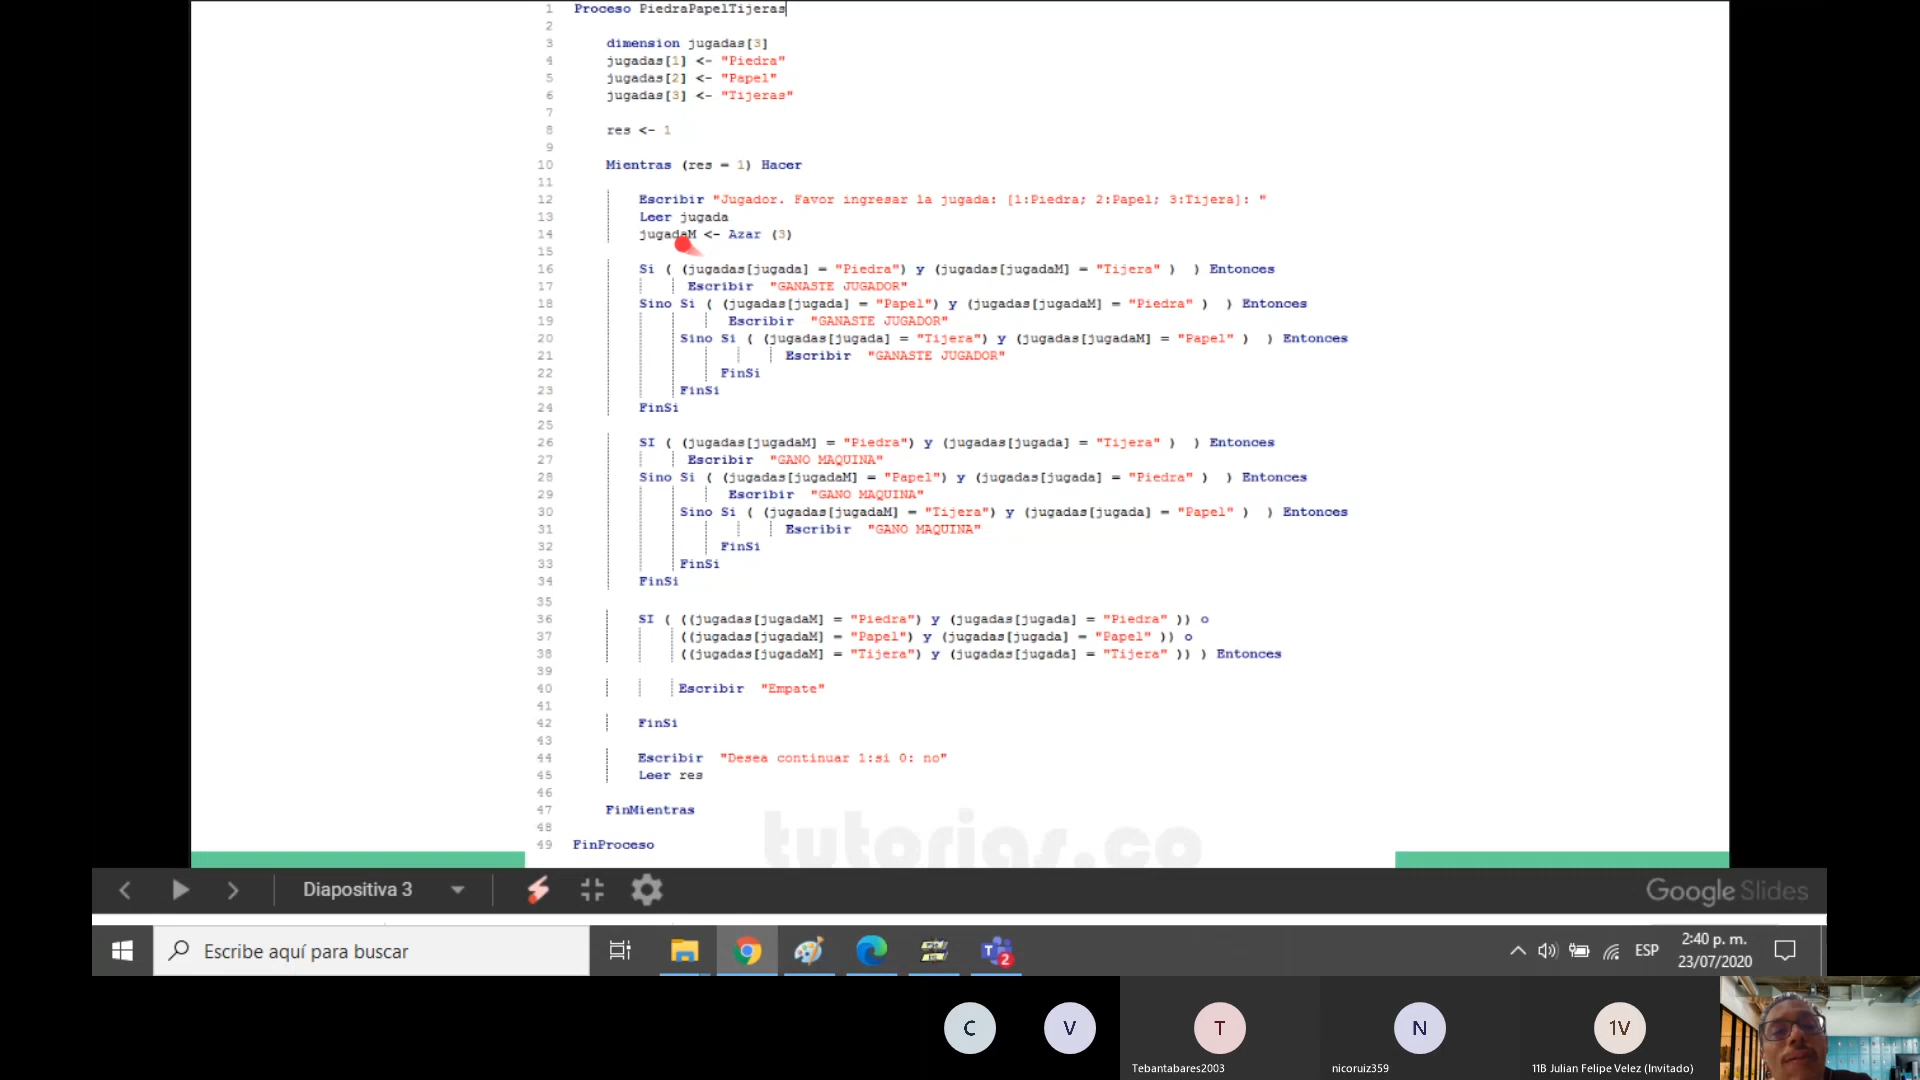 1 Proceso PiedraPapelTijeras
2
3 dimension jugadas[3]
4 jugadas[1] <- "Piedra"
5 jugadas[2] <- "Papel"
6 jugadas[3] <- "Tijeras"
7
8 res <- 1
9
10 Mientras (res = 1) Hacer
11
12 Escribir "Jugador. Favor ingresar la jugada: [1:Piedra; 2:Papel; 3:Tijera]: "
13 Leer jugada
14 jugadaM <- Azar (3)
15
16 Si ( (jugadas[jugada] = "Piedra") y (jugadas[jugadaM] = "Tijera" ) ) Entonces
17 Escribir "GANASTE JUGADOR"
18 Sino Si ( (jugadas[jugada] = "Papel") y (jugadas[jugadaM] = "Piedra" ) ) Entonces
19 Escribir "GANASTE JUGADOR"
20 Sino Si ( (jugadas[jugada] = "Tijera") y (jugadas[jugadaM] = "Papel" ) ) Entonces
21 Escribir "GANASTE JUGADOR"
22 FinSi
23 FinSi
24 FinSi
25
26 SI ( (jugadas[jugadaM] = "Piedra") y (jugadas[jugada] = "Tijera" ) ) Entonces
27 Escribir "GANO MAQUINA"
28 Sino Si ( (jugadas[jugadaM] = "Papel") y (jugadas[jugada] = "Piedra" ) ) Entonces
29 Escribir "GANO MAQUINA"
30 Sino Si ( (jugadas[jugadaM] = "Tijera") y (jugadas[jugada] = "Papel" ) ) Entonces
31 Escribir "GANO MAQUINA"
32 FinSi
33 FinSi
34 FinSi
35
36 SI ( ((jugadas[jugadaM] = "Piedra") y (jugadas[jugada] = "Piedra" )) o
37 ((jugadas[jugadaM] = "Papel") y (jugadas[jugada] = "Papel" )) o
38 ((jugadas[jugadaM] = "Tijera") y (jugadas[jugada] = "Tijera" )) ) Entonces
39
40 Escribir "Empate"
41
42 FinSi
43
44 Escribir "Desea continuar 1:si 0: no"
45 Leer res
46
47 FinMientras
48
49 FinProceso
tutorias.co
Diapositiva 3
Google Slides
Escribe aquí para buscar
2
ESP
2:40 p. m.
23/07/2020
C
V
T
N
1V
Tebantabares2003
nicoruiz359
11B Julian Felipe Velez (Invitado)